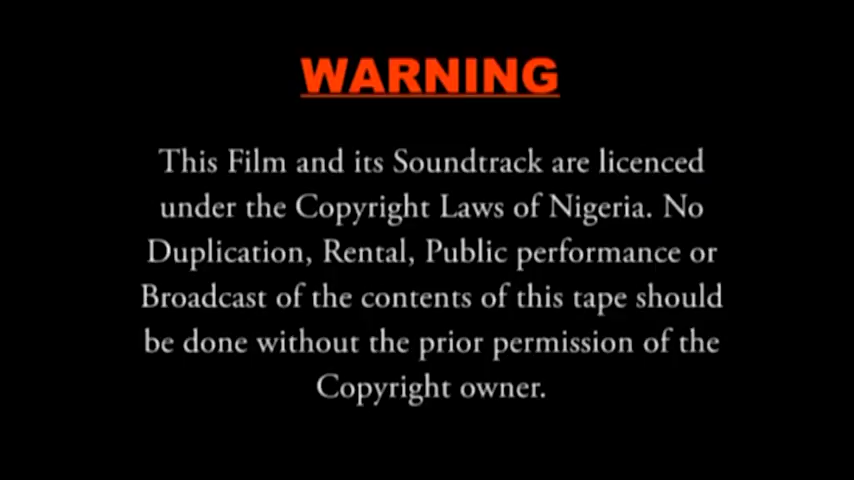 WARNING
This Film and its Soundtrack are licenced
under the Copyright Laws of Nigeria. No
Duplication, Rental, Public performance or
Broadcast of the contents of this tape should
be done without the prior permission of the
Copyright owner.